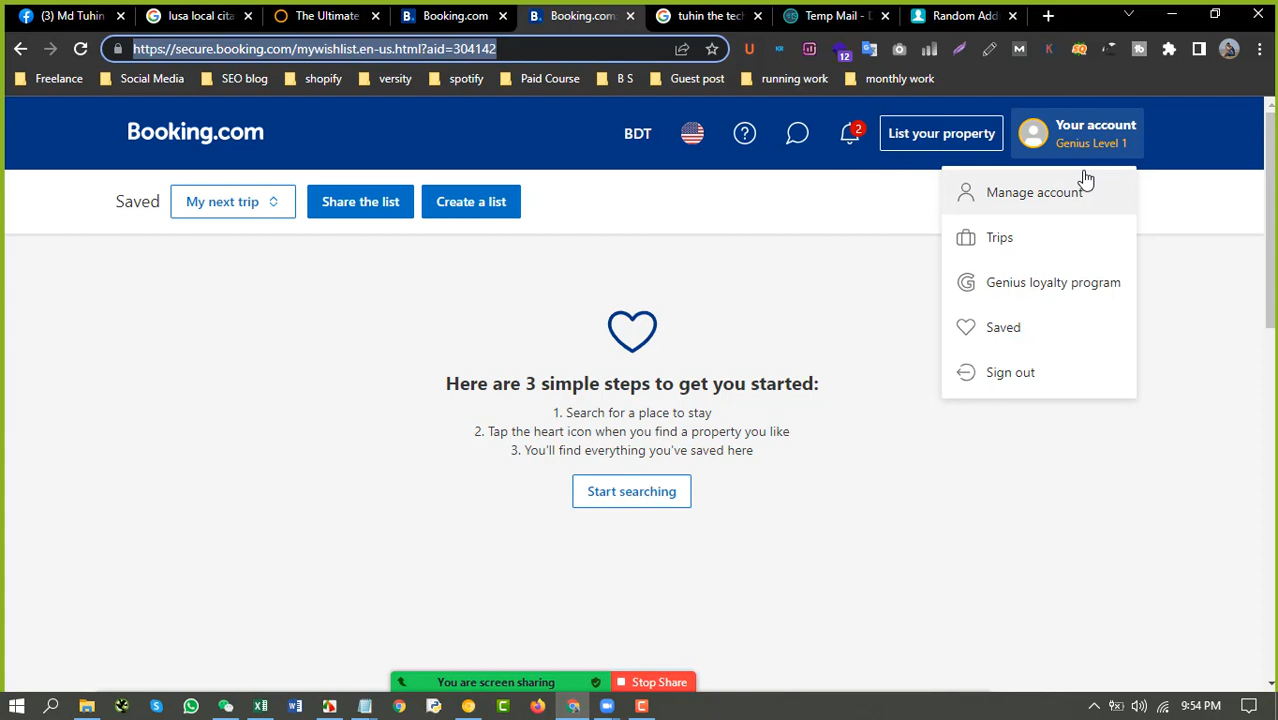 (3) Md Tuhin
lusa local cita
The Ultimate
Booking.com
Booking.com
tuhin the tech
Temp Mail - D
Random Add
https://secure.booking.com/mywishlist.en-us.html?aid=304142
12
Freelance
Social Media
SEO blog
shopify
versity
spotify
Paid Course
B S
Guest post
running work
monthly work
Booking.com
BDT
2
List your property
Your account
Genius Level 1
Saved
My next trip
Share the list
Create a list
Manage account
Trips
Genius loyalty program
Saved
Sign out
Here are 3 simple steps to get you started:
1. Search for a place to stay
2. Tap the heart icon when you find a property you like
3. You'll find everything you've saved here
Start searching
You are screen sharing
Stop Share
9:54 PM